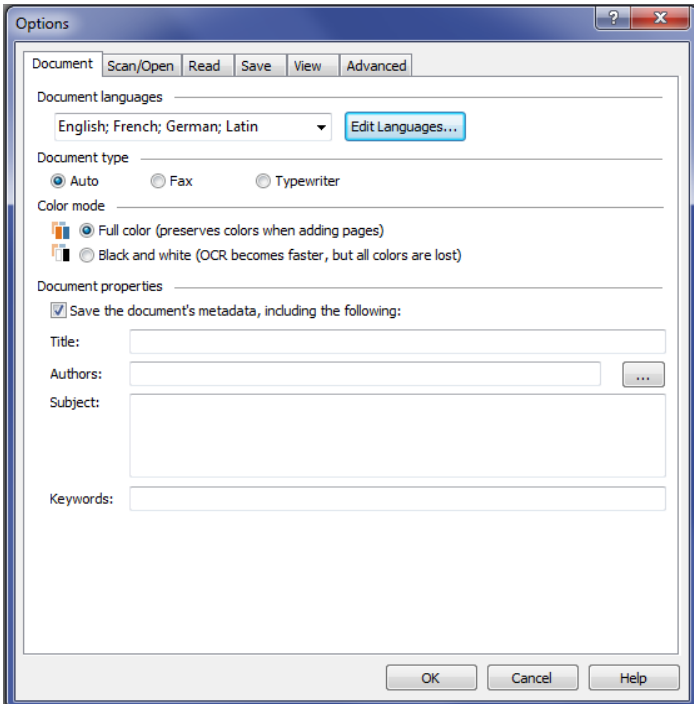 Options
Document Scan/Open Read Save View Advanced
Document languages
English; French; German; Latin Edit Languages...
Document type
Auto Fax Typewriter
Color mode
Full color (preserves colors when adding pages)
Black and white (OCR becomes faster, but all colors are lost)
Document properties
Save the document's metadata, including the following:
Title:
Authors: ...
Subject:
Keywords:
OK Cancel Help